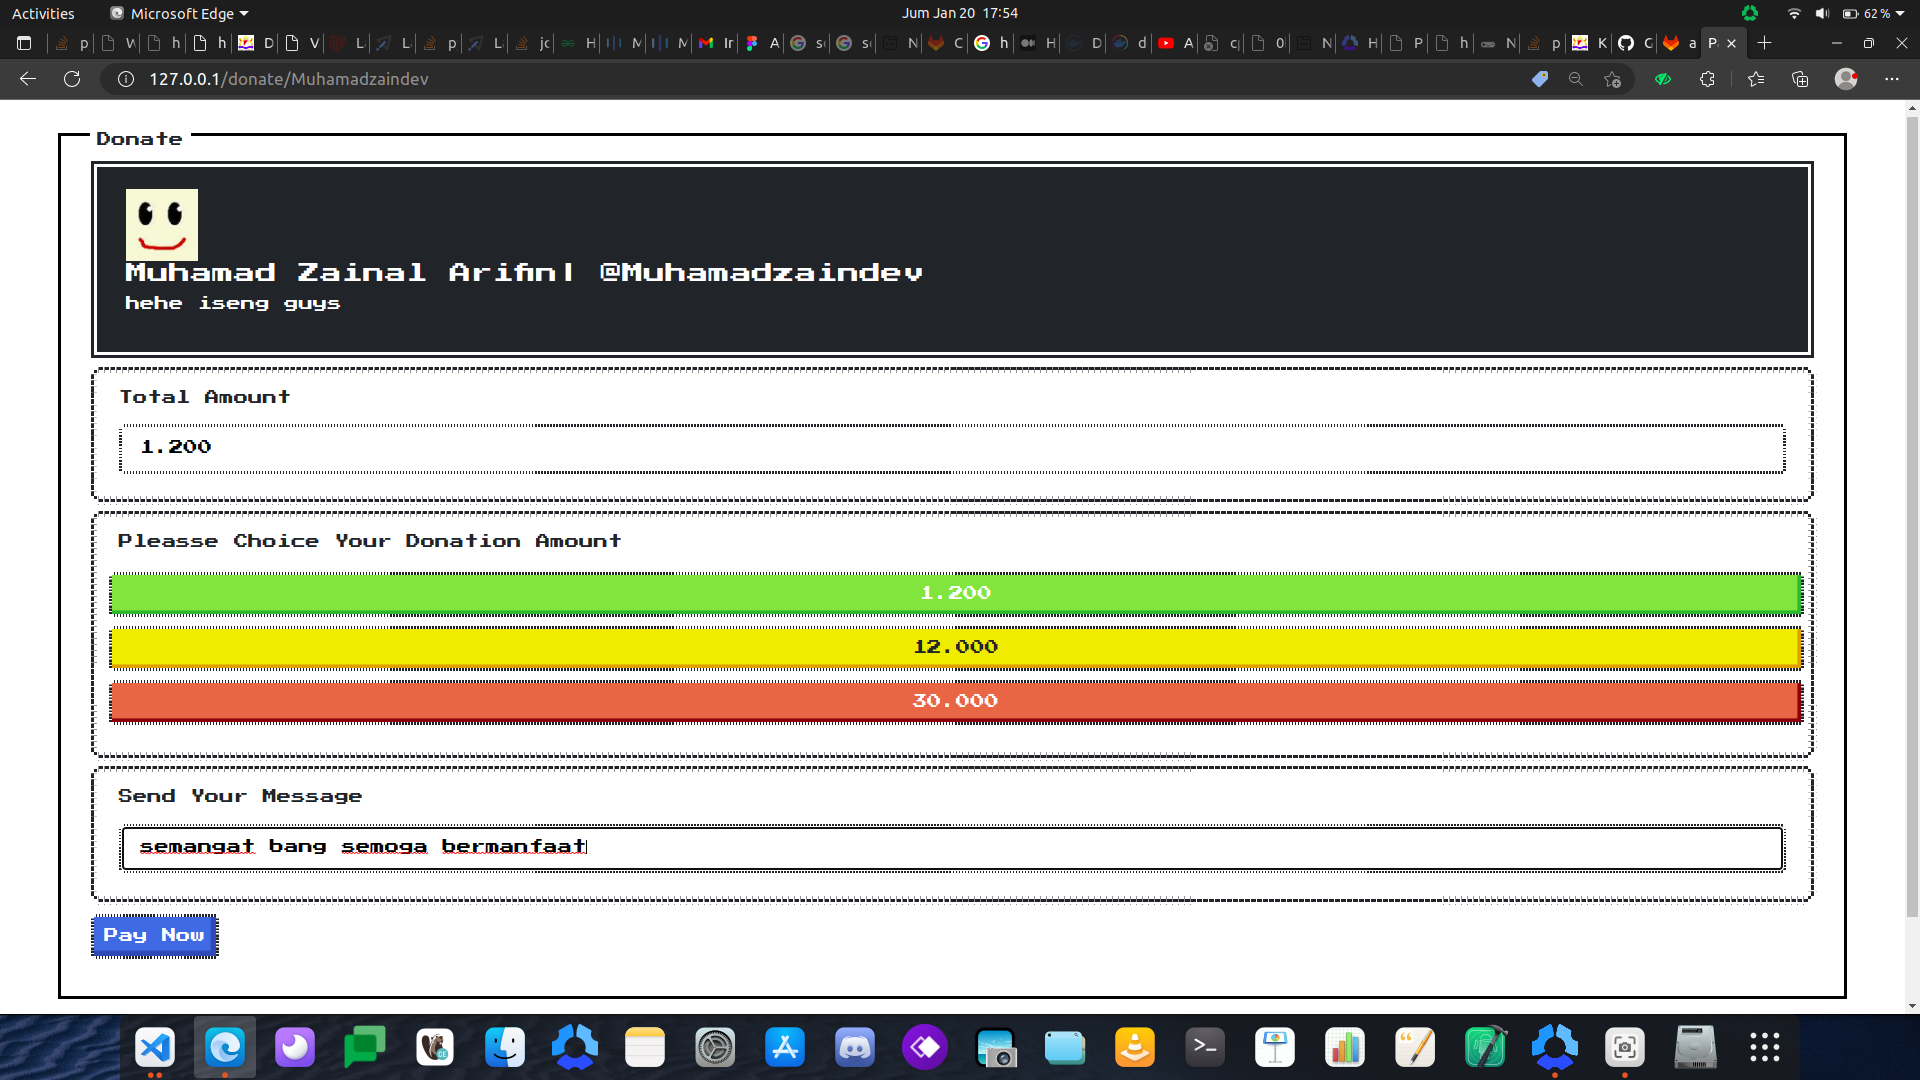 Activities
Microsoft Edge
Jum Jan 20 17:54
62 %
127.0.0.1/donate/Muhamadzaindev
Donate
Muhamad Zainal Arifin| @Muhamadzaindev
hehe iseng guys
Total Amount
1.200
Pleasse Choice Your Donation Amount
1.200
12.000
30.000
Send Your Message
semangat bang semoga bermanfaat
Pay Now